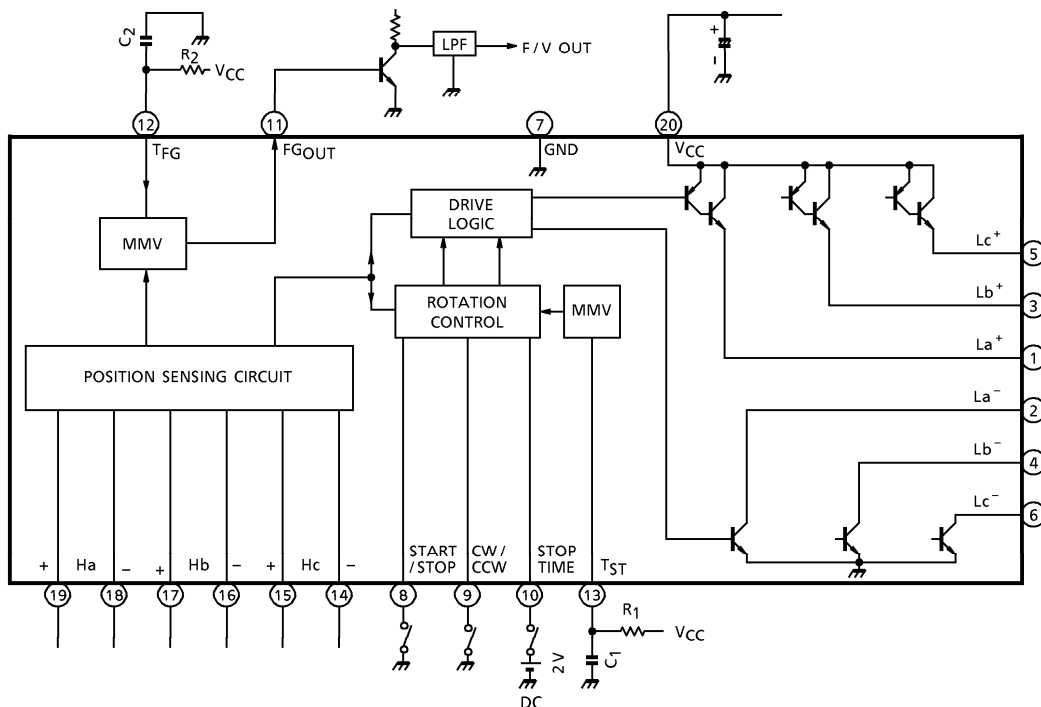 C2
R2
VCC
LPF
F / V OUT
+
-
12
11
7
20
TFG
FGOUT
GND
VCC
DRIVE
LOGIC
MMV
Lc+
5
ROTATION
CONTROL
MMV
Lb+
3
La+
1
POSITION SENSING CIRCUIT
La-
2
Lb-
4
Lc-
6
START
/ STOP
CW /
CCW
STOP
TIME
TST
+ Ha -
+ Hb -
+ Hc -
19
18
17
16
15
14
8
9
10
13
R1
VCC
2 V
C1
DC